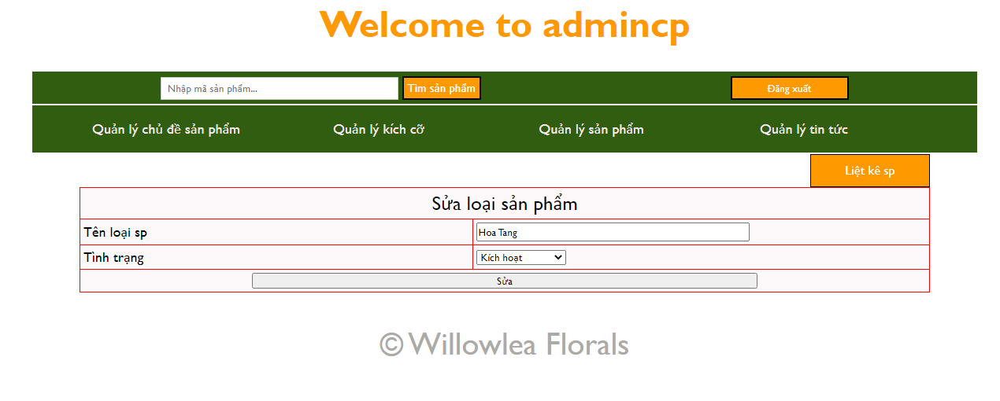 Welcome to admincp
Nhập mã sản phẩm... Tìm sản phẩm Đăng xuất
Quản lý chủ đề sản phẩm Quản lý kích cỡ Quản lý sản phẩm Quản lý tin tức
Liệt kê sp
Sửa loại sản phẩm
Tên loại sp Hoa Tang
Tình trạng Kích hoạt
Sửa
© Willowlea Florals